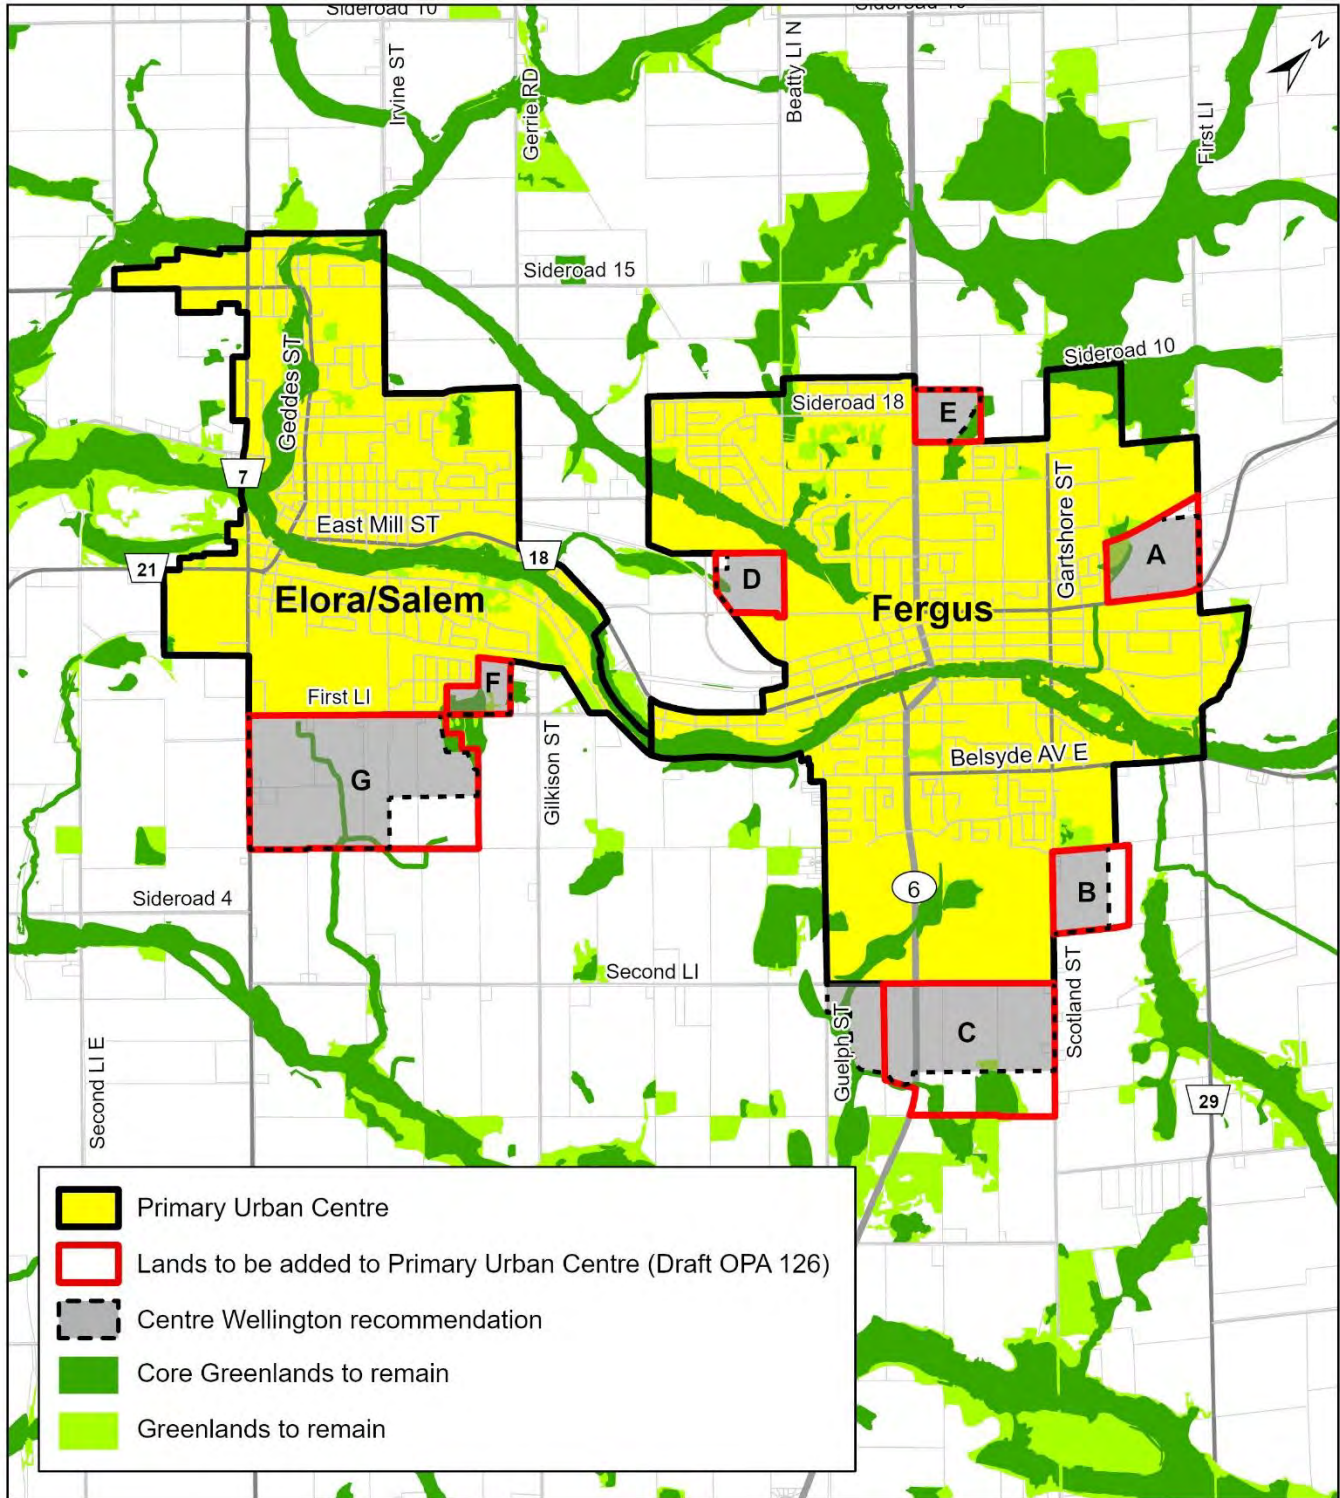 Sideroad 10
N
Irvine ST
Gerrie RD
Beatty LI N
First LI
Sideroad 15
Sideroad 10
Geddes ST
Sideroad 18
E
7
East Mill ST
Gartshore ST
18
A
21
D
Elora/Salem
Fergus
F
First LI
G
Gilkison ST
Belsyde AV E
6
B
Sideroad 4
Second LI
Scotland ST
Guelph ST
C
Second LI E
29
Primary Urban Centre
Lands to be added to Primary Urban Centre (Draft OPA 126)
Centre Wellington recommendation
Core Greenlands to remain
Greenlands to remain